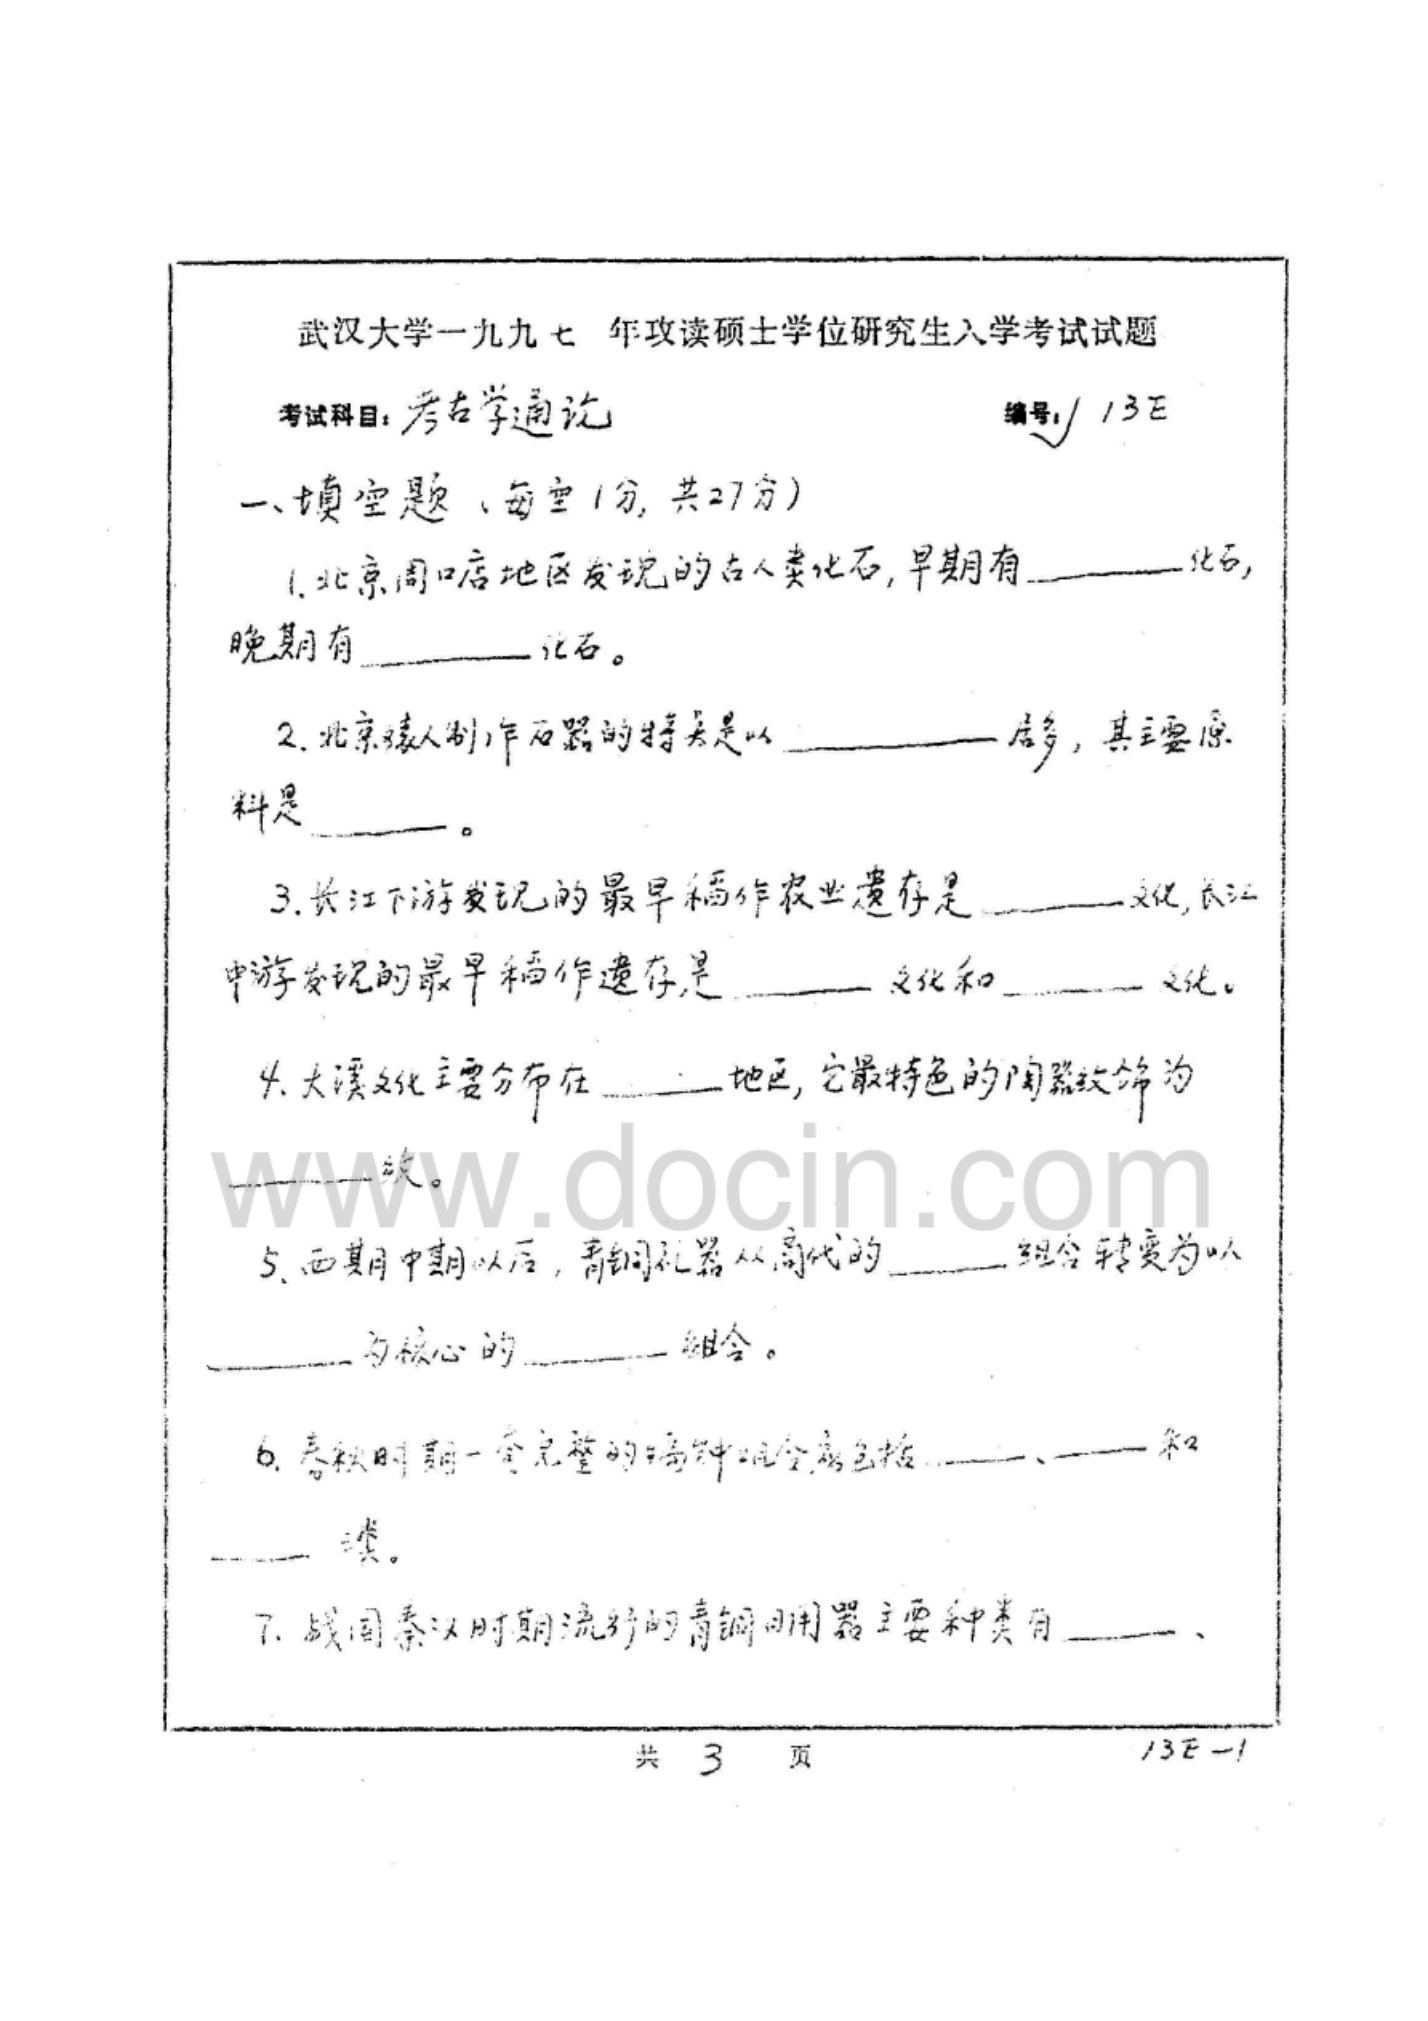 武汉大学一九九七 年攻读硕士学位研究生入学考试试题
考试科目: 考古学通论 编号: 13E
一、填空题、每空1分, 共27分)
1. 北京周口店地区发现的古人类化石, 早期有______化石,
晚期有______化石。
2. 北京猿人制作石器的特点是以______居多, 其主要原
料是______。
3. 长江下游发现的最早稻作农业遗存是______文化, 长江
中游发现的最早稻作遗存是______文化和______文化。
4. 大溪文化主要分布在______地区, 它最特色的陶器纹饰为
______纹。
www.docin.com
5. 西期中期以后, 青铜礼器从商代的______组合转变为以
______为核心的______组合。
6. 春秋时期一套完整的编钟组合应包括______、______和
______ 三类。
7. 战国秦汉时期流行的青铜日用器主要种类有______、
共 3 页 13E-1